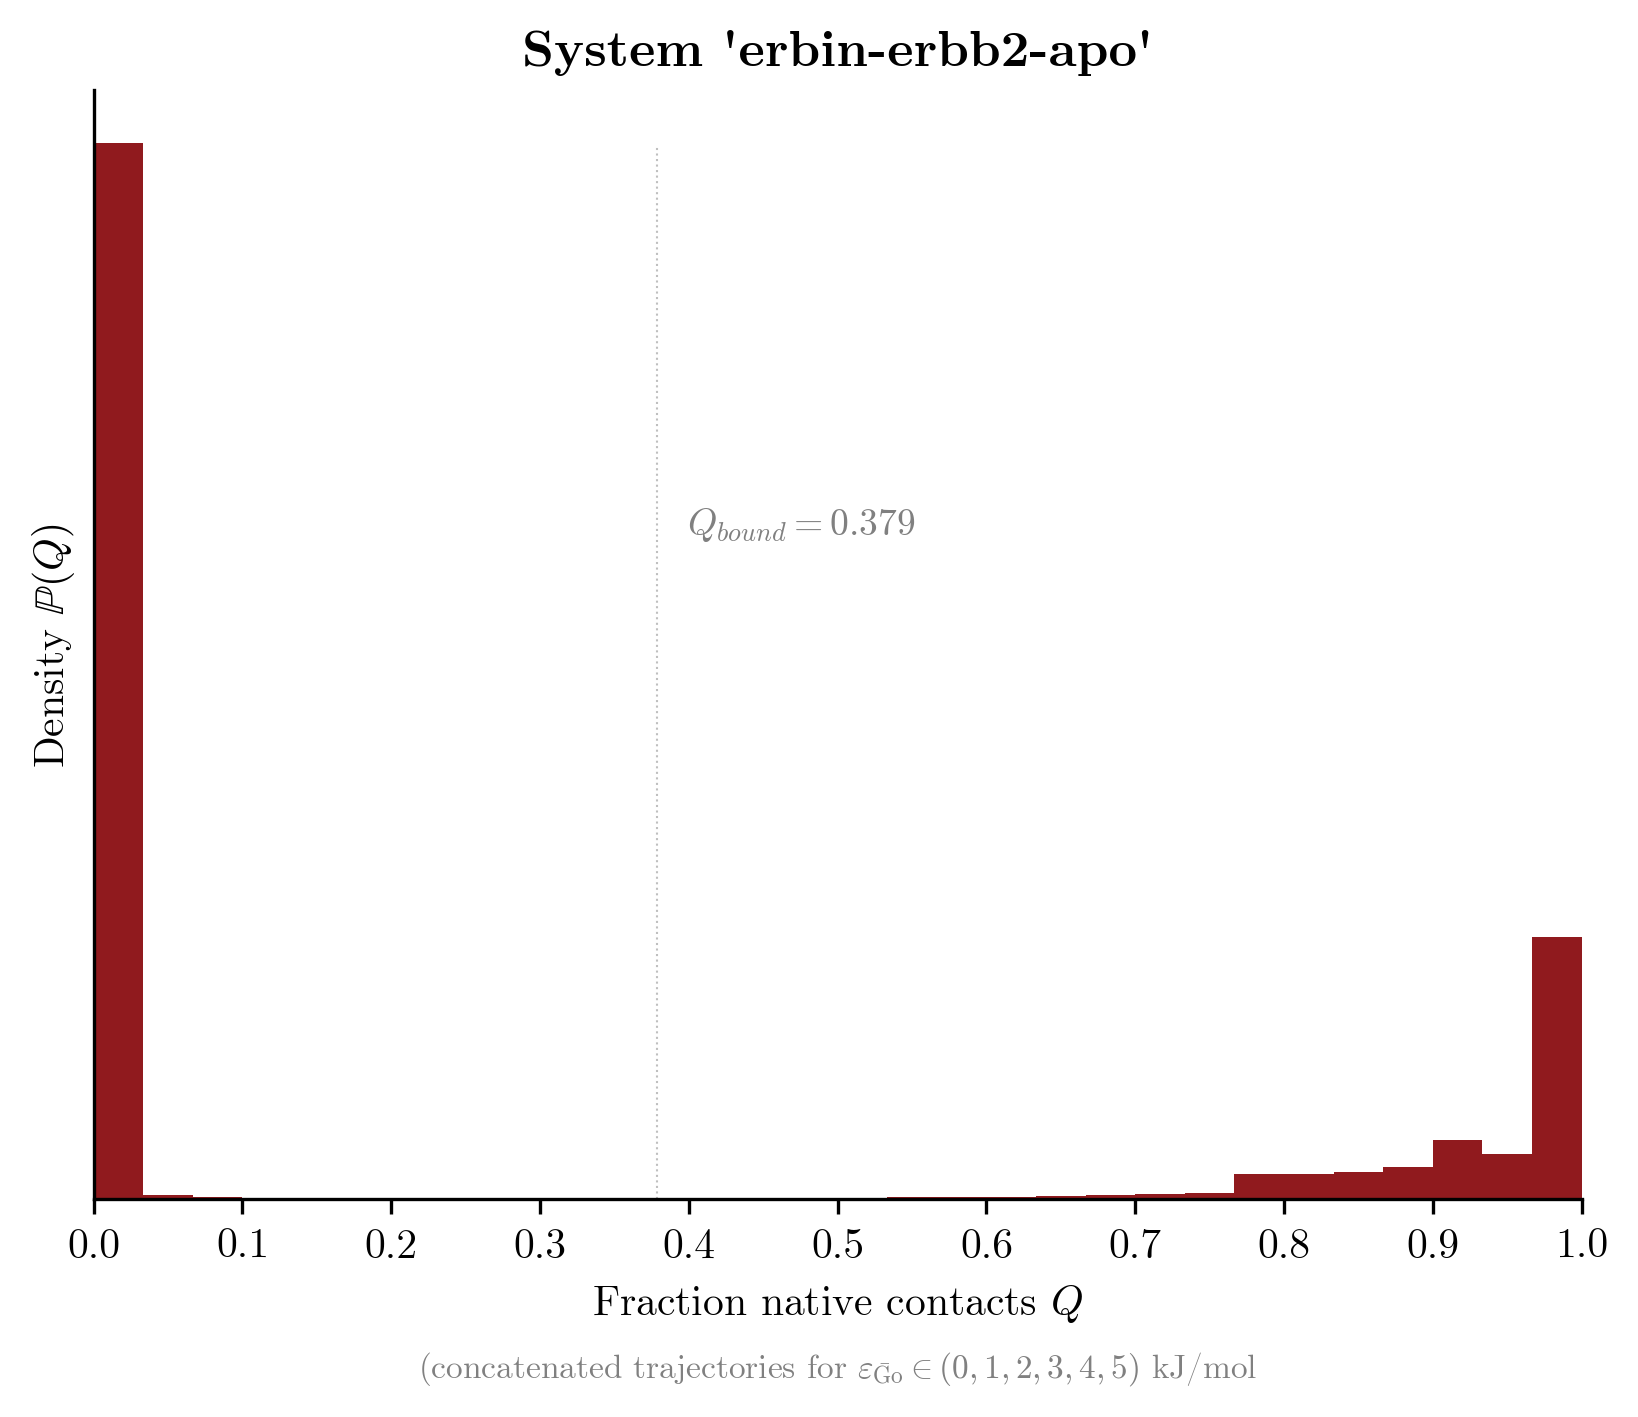 System 'erbin-erbb2-apo'
Density ℙ(Q)
Q_bound = 0.379
0.0 0.1 0.2 0.3 0.4 0.5 0.6 0.7 0.8 0.9 1.0
Fraction native contacts Q
(concatenated trajectories for ε_Ḡo ∈ (0, 1, 2, 3, 4, 5) kJ/mol